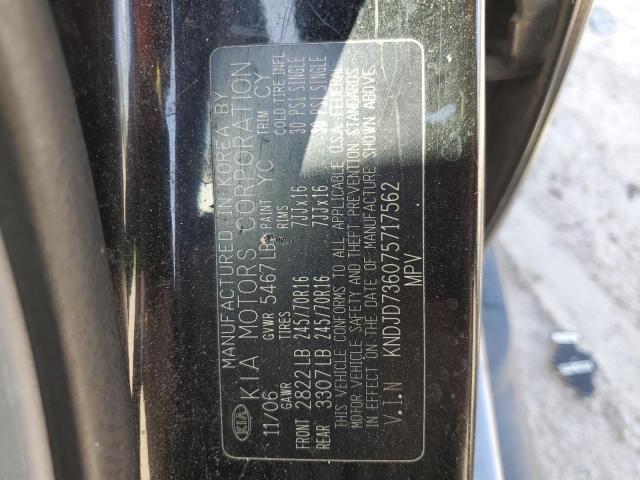 MANUFACTURED IN KOREA BY
KIA KIA MOTORS CORPORATION
11/06 GVWR 5467LB PAINT YC TRIM CY
GAWR TIRES RIMS COLD TIRE INFL
FRONT 2822 LB 245/70R16 7JJx16 30 PSI SINGLE
REAR 3307 LB 245/70R16 7JJx16 30 PSI SINGLE
THIS VEHICLE CONFORMS TO ALL APPLICABLE U.S.A. FEDERAL
MOTOR VEHICLE SAFETY AND THEFT PREVENTION STANDARDS
IN EFFECT ON THE DATE OF MANUFACTURE SHOWN ABOVE.
V.I.N KNDJD736075717562
MPV